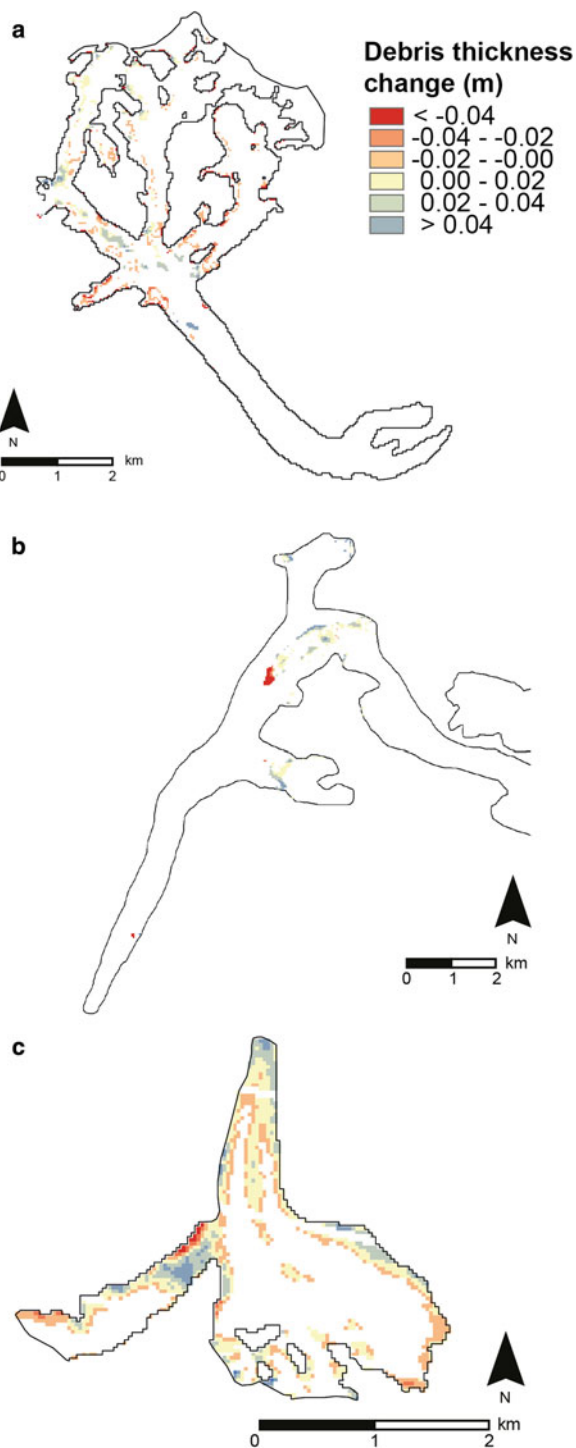 a
Debris thickness
change (m)
< -0.04
-0.04 - -0.02
-0.02 - -0.00
0.00 - 0.02
0.02 - 0.04
> 0.04
N
km
0 1 2
b
N
km
0 1 2
c
N
km
0 1 2